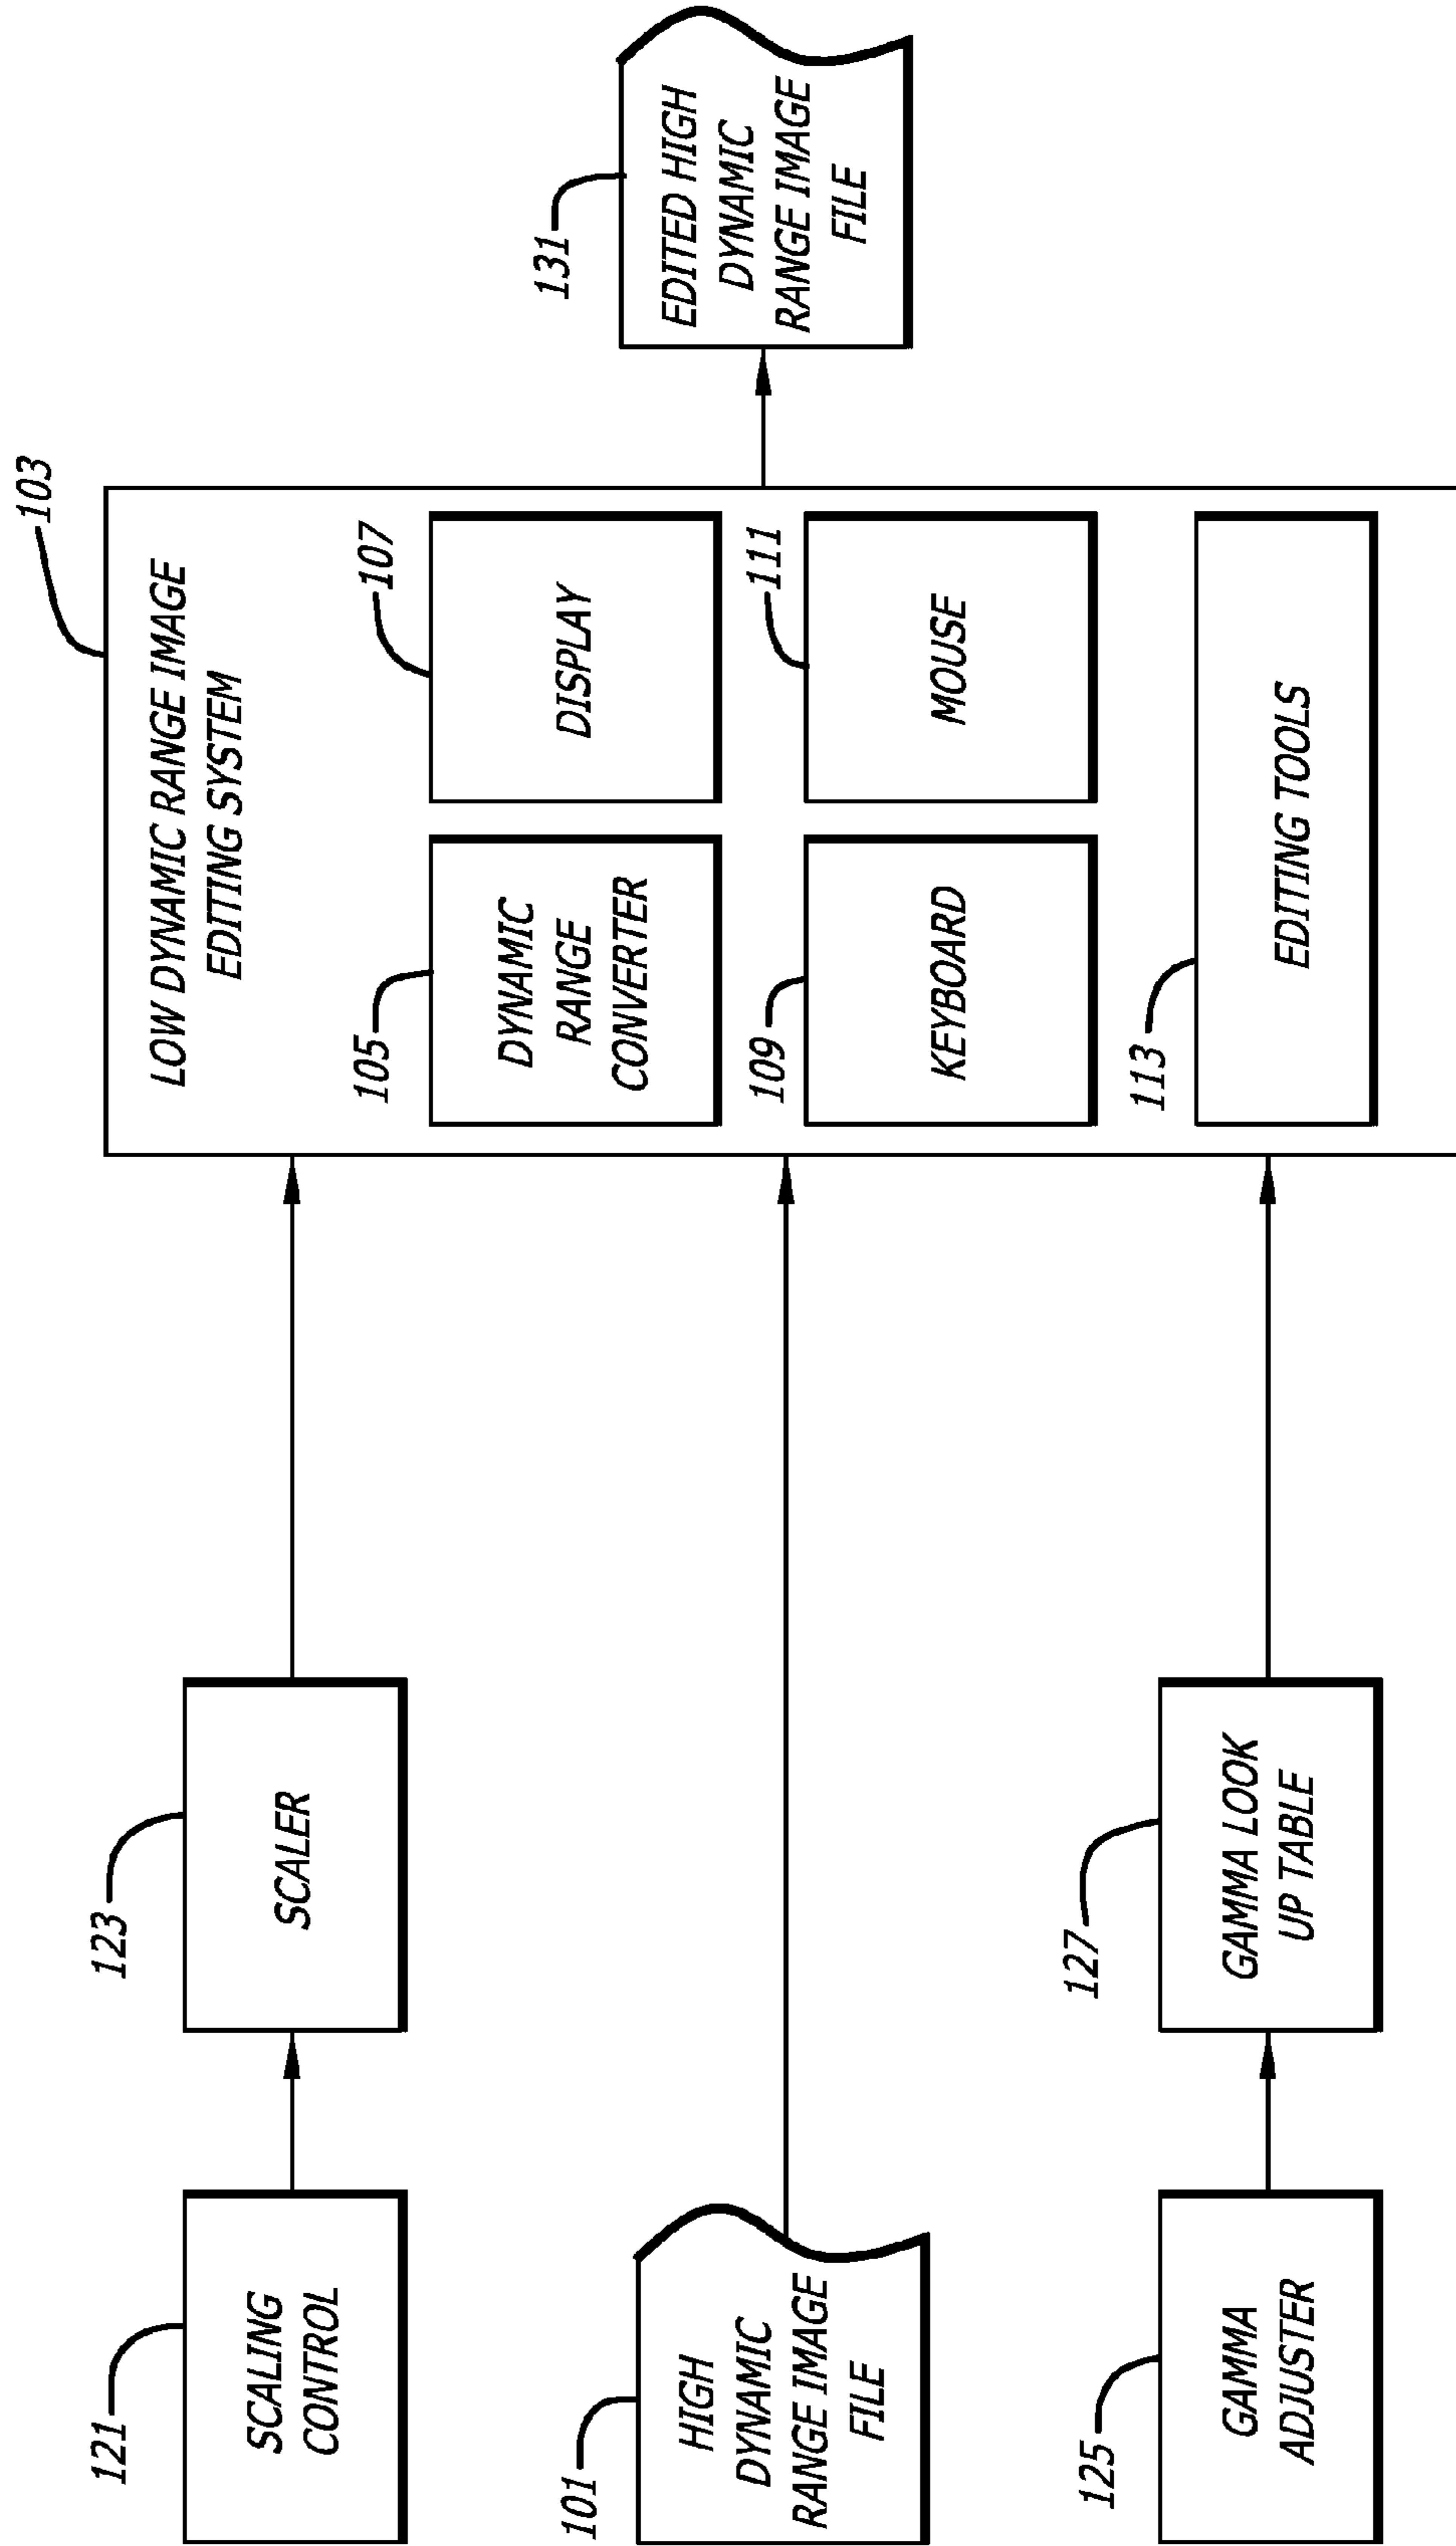 121
SCALING
CONTROL
123
SCALER
101
HIGH
DYNAMIC
RANGE IMAGE
FILE
125
GAMMA
ADJUSTER
127
GAMMA LOOK
UP TABLE
103
LOW DYNAMIC RANGE IMAGE
EDITING SYSTEM
105
DYNAMIC
RANGE
CONVERTER
107
DISPLAY
109
KEYBOARD
111
MOUSE
113
EDITING TOOLS
131
EDITED HIGH
DYNAMIC
RANGE IMAGE
FILE